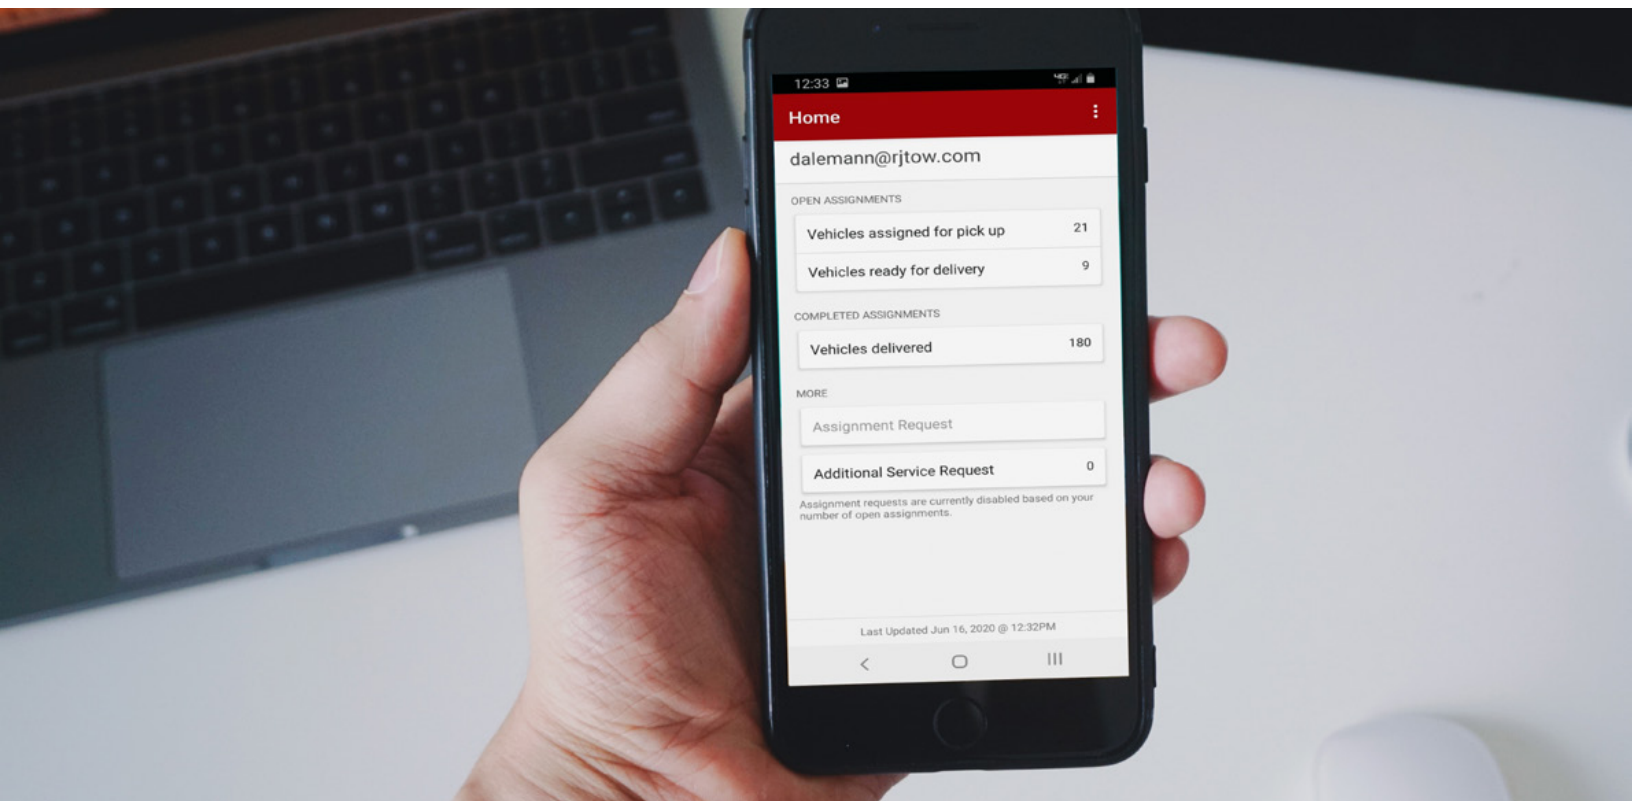 12:33
Home
dalemann@rjtow.com
OPEN ASSIGNMENTS
Vehicles assigned for pick up 21
Vehicles ready for delivery 9
COMPLETED ASSIGNMENTS
Vehicles delivered 180
MORE
Assignment Request
Additional Service Request 0
Assignment requests are currently disabled based on your
number of open assignments.
Last Updated Jun 16, 2020 @ 12:32PM